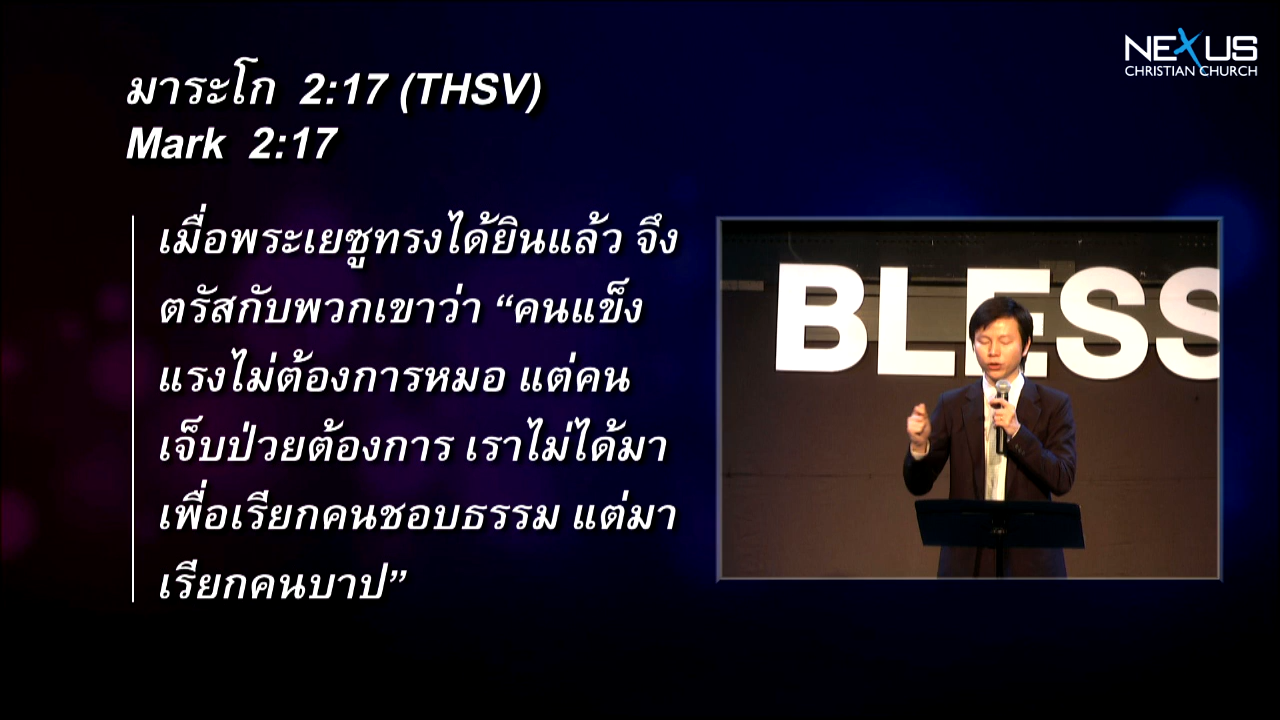 NEXUS
CHRISTIAN CHURCH
มาระโก 2:17 (THSV)
Mark 2:17
เมื่อพระเยซูทรงได้ยินแล้ว จึง
ตรัสกับพวกเขาว่า “คนแข็ง
แรงไม่ต้องการหมอ แต่คน
เจ็บป่วยต้องการ เราไม่ได้มา
เพื่อเรียกคนชอบธรรม แต่มา
เรียกคนบาป”
BLESS